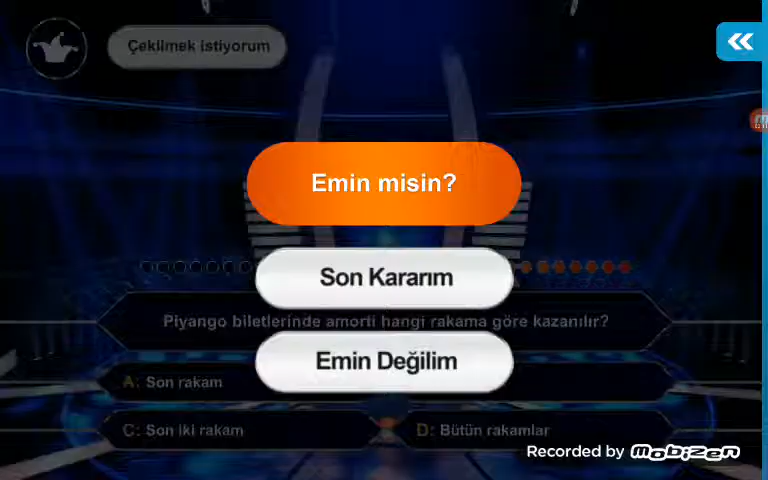 Çekilmek istiyorum
Emin misin?
Son Kararım
Piyango biletlerinde amorti hangi rakama göre kazanılır?
Emin Değilim
A: Son rakam
C: Son iki rakam
D: Bütün rakamlar
Recorded by mobizen